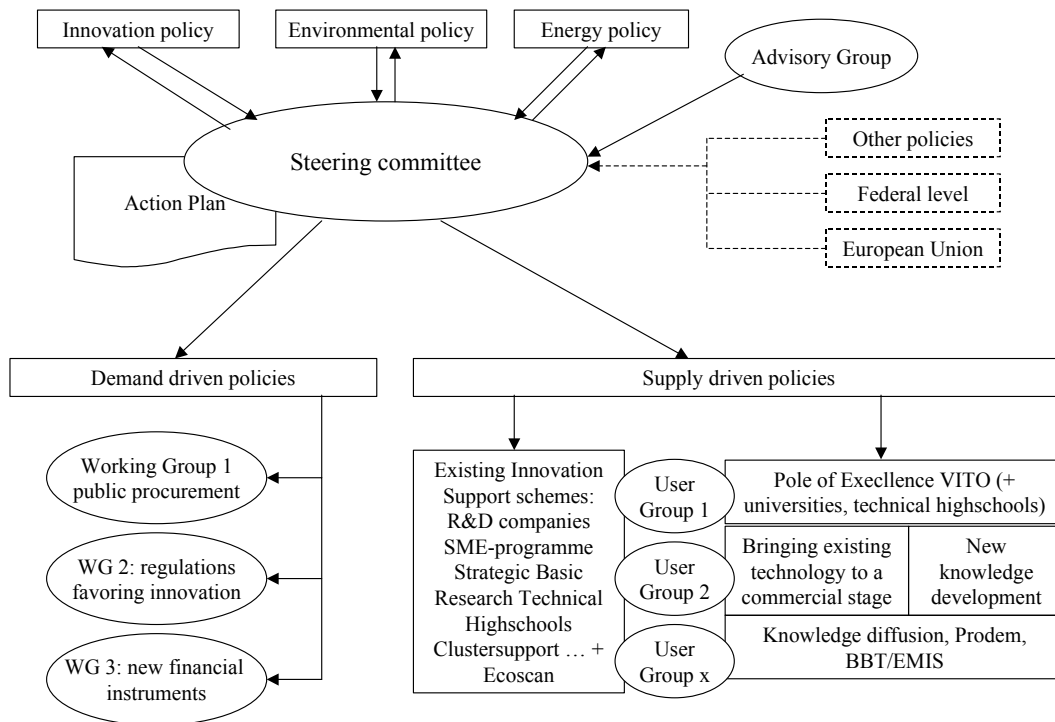 Innovation policy
Environmental policy
Energy policy
Advisory Group
Steering committee
Action Plan
Other policies
Federal level
European Union
Demand driven policies
Supply driven policies
Working Group 1
public procurement
WG 2: regulations
favoring innovation
WG 3: new financial
instruments
Existing Innovation
Support schemes:
R&D companies
SME-programme
Strategic Basic
Research Technical
Highschools
Clustersupport … +
Ecoscan
User
Group 1
User
Group 2
User
Group x
Pole of Execllence VITO (+
universities, technical highschools)
Bringing existing
technology to a
commercial stage
New
knowledge
development
Knowledge diffusion, Prodem,
BBT/EMIS